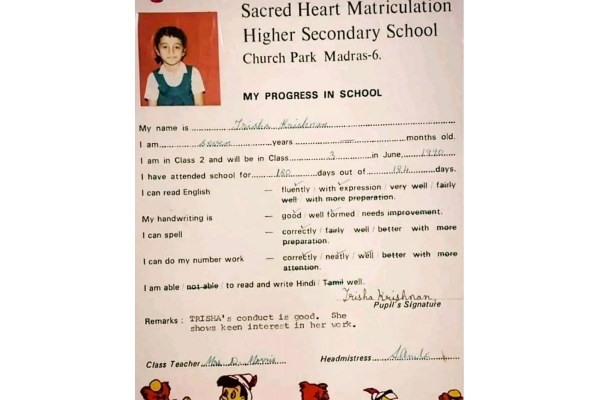 Sacred Heart Matriculation
Higher Secondary School
Church Park Madras-6.
MY PROGRESS IN SCHOOL
My name is Trisha Krishnan
I am seven years months old.
I am in Class 2 and will be in Class 3 in June, 1990
I have attended school for 180 days out of 184 days.
I can read English — fluently / with expression / very well / fairly
well / with more preparation.
My handwriting is — good / well formed / needs improvement.
I can spell — correctly / fairly well / better with more
preparation.
I can do my number work — correctly / neatly / well / better with more
attention.
I am able / not able / to read and write Hindi / Tamil well.
Trisha Krishnan
Pupil's Signature
Remarks : TRISHA's conduct is good. She
shows keen interest in her work.
Class Teacher Mrs. D. Morris Headmistress